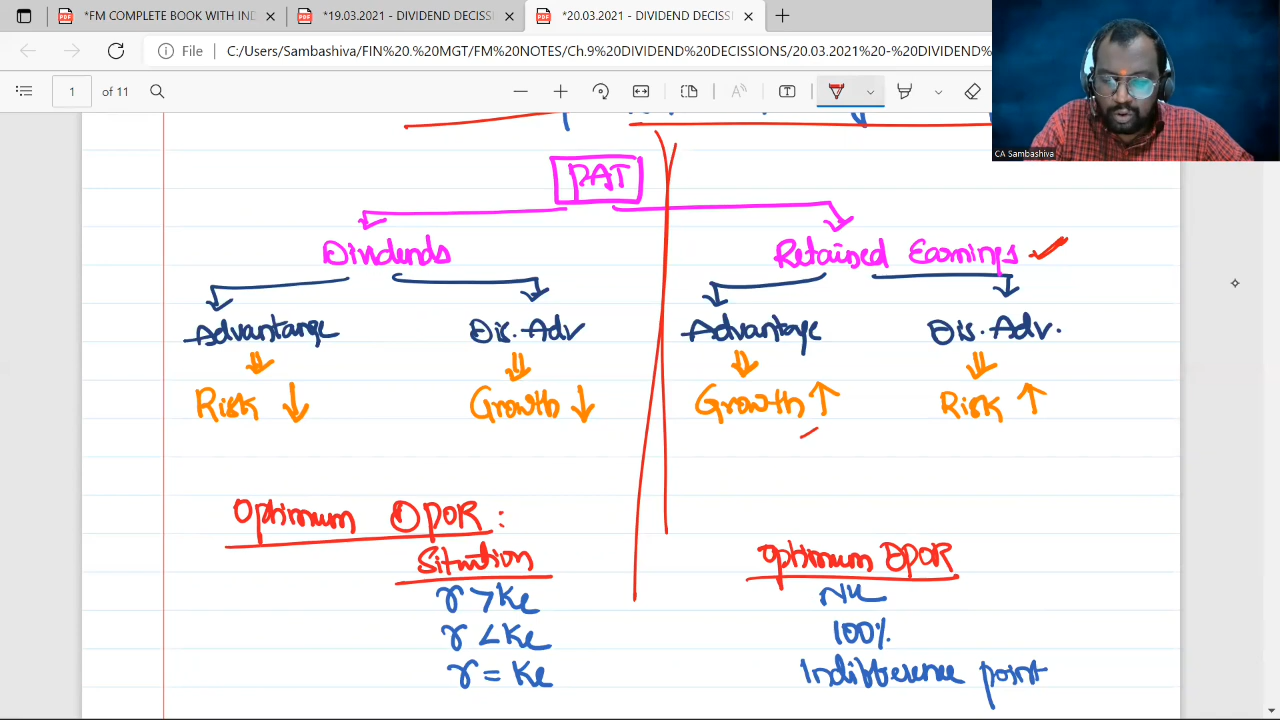 *FM COMPLETE BOOK WITH IND
*19.03.2021 - DIVIDEND DECISS
*20.03.2021 - DIVIDEND DECISS
File
C:/Users/Sambashiva/FIN%20.%20MGT/FM%20NOTES/Ch.9%20DIVIDEND%20DECISSIONS/20.03.2021%20-%20DIVIDEND%
1 of 11
CA Sambashiva
PAT
Dividends Retained Earnings
Advantange Dis.Adv Advantage Dis.Adv.
Risk ↓ Growth ↓ Growth ↑ Risk ↑
Optimum DPOR :
Situation Optimum DPOR
r > Ke NIL
r < Ke 100%
r = Ke Indifference point